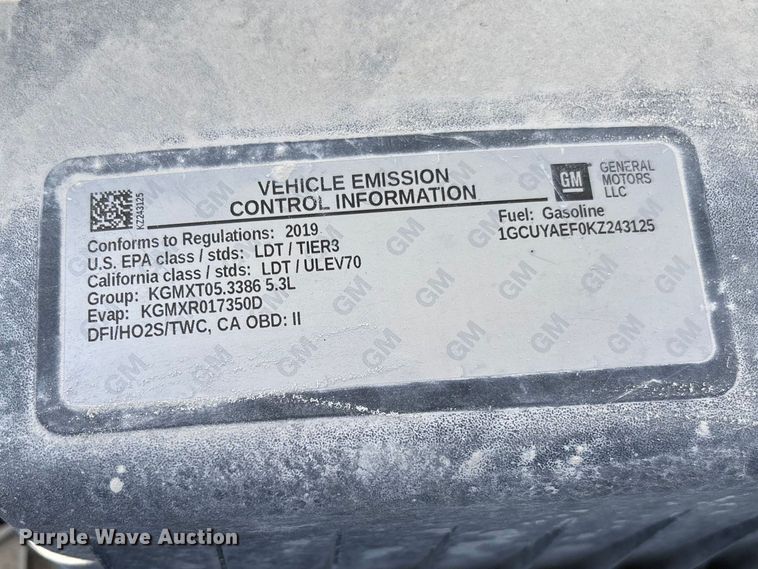 VEHICLE EMISSION
CONTROL INFORMATION
GM
GENERAL
MOTORS
LLC
KZ243125
Conforms to Regulations: 2019
U.S. EPA class / stds: LDT / TIER3
California class / stds: LDT / ULEV70
Group: KGMXT05.3386 5.3L
Evap: KGMXR017350D
DFI/HO2S/TWC, CA OBD: II
Fuel: Gasoline
1GCUYAEF0KZ243125
Purple Wave Auction